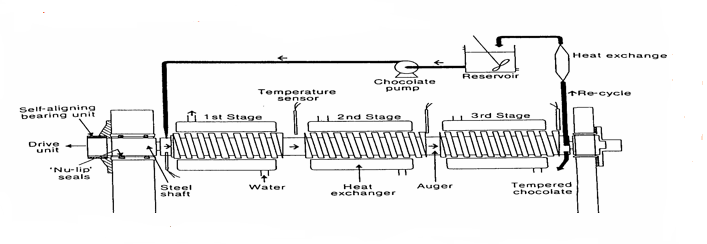 Heat exchange
Chocolate
pump
Reservoir
Re-cycle
Temperature
sensor
Self-aligning
bearing unit
1st Stage
2nd Stage
3rd Stage
Drive
unit
'Nu-lip'
seals
Steel
shaft
Water
Heat
exchanger
Auger
Tempered
chocolate